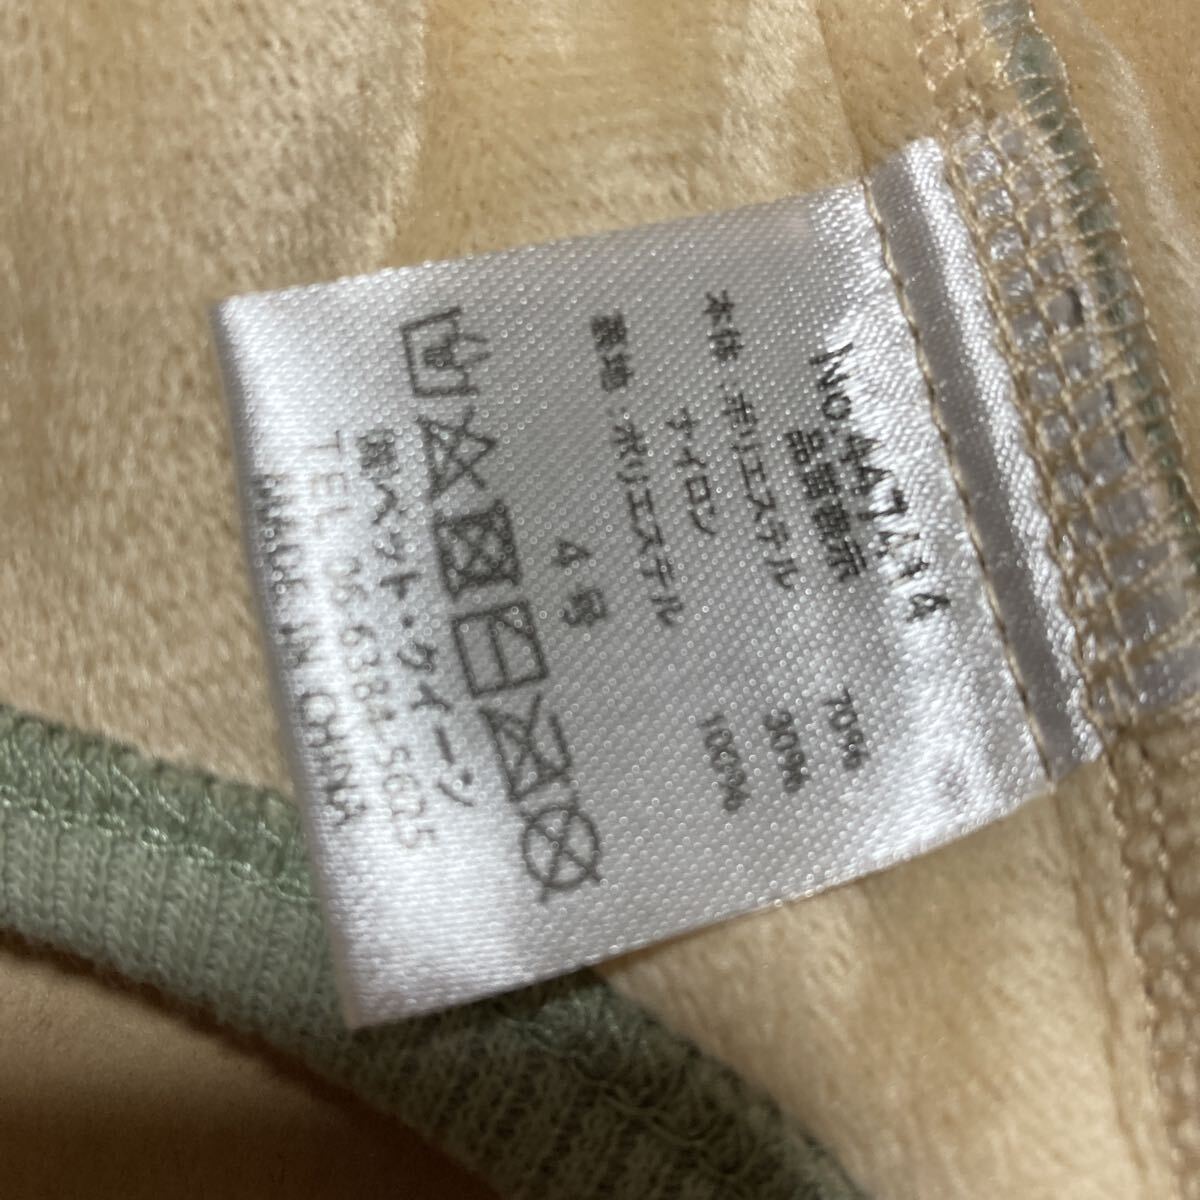 NO.447414
品質表示
本体:ポリエステル 70%
ナイロン 30%
裏地:ポリエステル 100%
4号
㈱ペット・クイーン
TEL 06-6384-5625
MADE IN CHINA